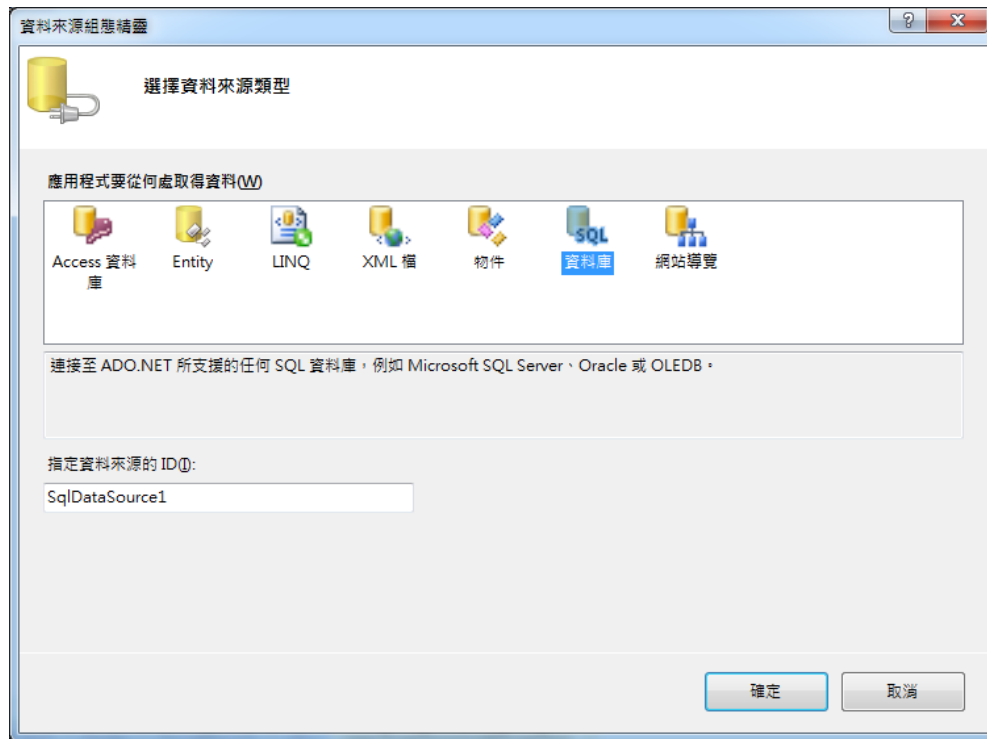 資料來源組態精靈
選擇資料來源類型
應用程式要從何處取得資料(W)
Access 資料
庫
Entity
LINQ
XML 檔
物件
SQL
資料庫
網站導覽
連接至 ADO.NET 所支援的任何 SQL 資料庫，例如 Microsoft SQL Server、Oracle 或 OLEDB。
指定資料來源的 ID(I):
SqlDataSource1
確定
取消